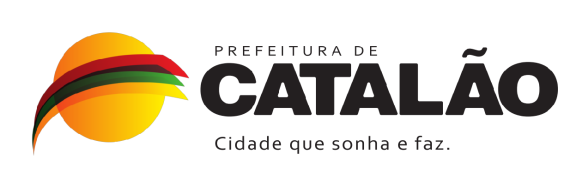 PREFEITURA DE
CATALÃO
Cidade que sonha e faz.